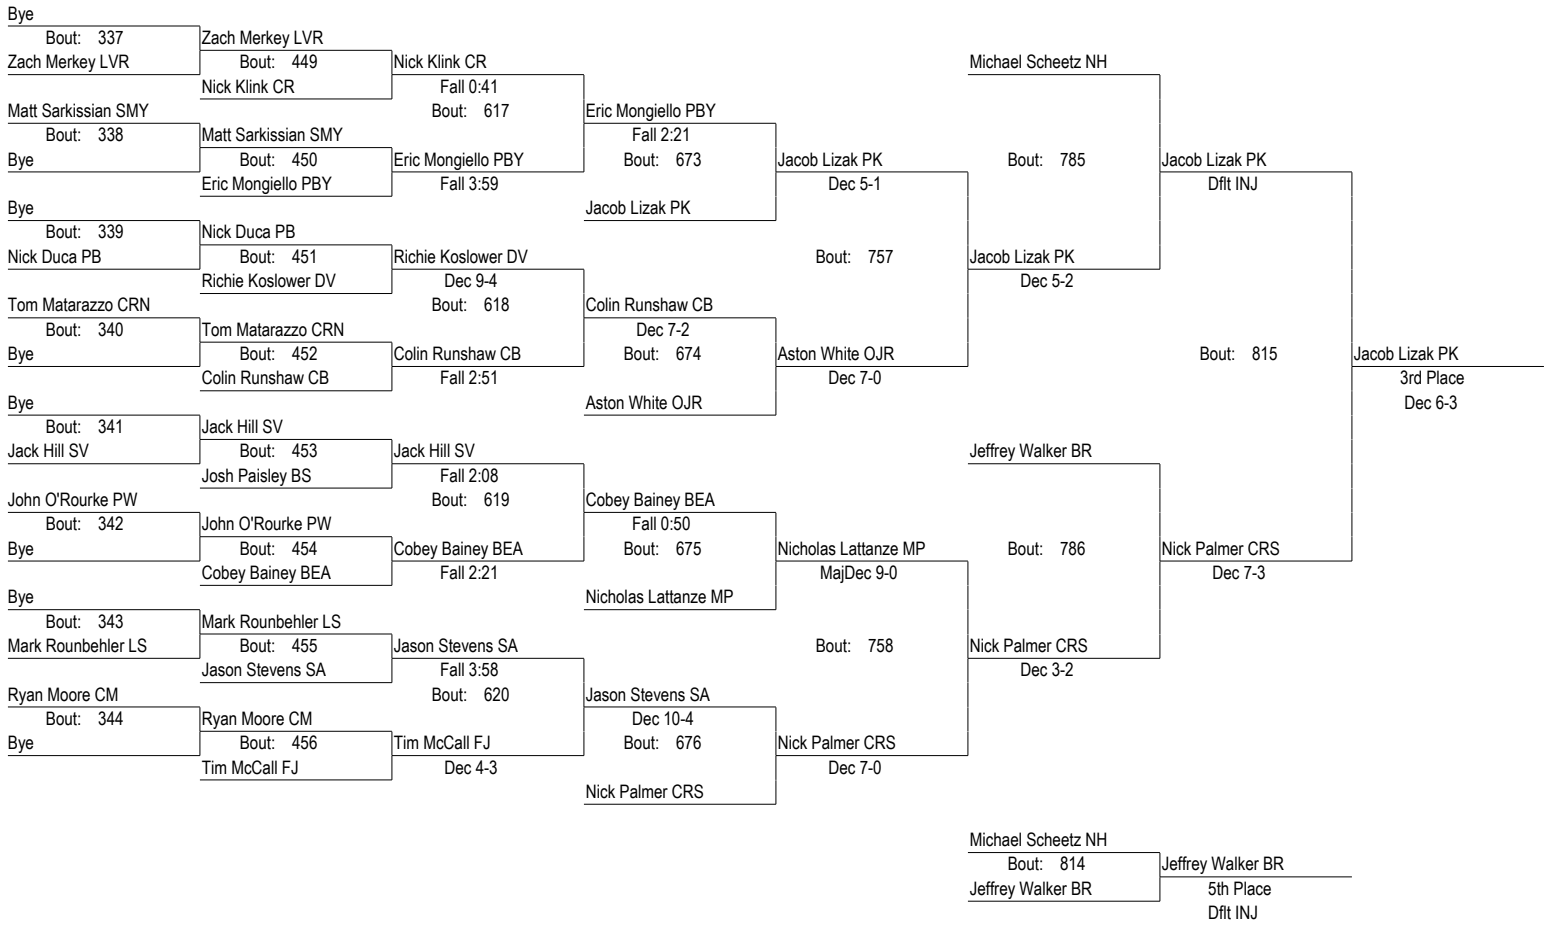 Bye
Bout: 337
Zach Merkey LVR
Zach Merkey LVR
Bout: 449
Nick Klink CR
Nick Klink CR
Fall 0:41
Bout: 617
Matt Sarkissian SMY
Bout: 338
Bye
Matt Sarkissian SMY
Bout: 450
Eric Mongiello PBY
Eric Mongiello PBY
Fall 3:59
Eric Mongiello PBY
Fall 2:21
Bout: 673
Jacob Lizak PK
Jacob Lizak PK
Dec 5-1
Bye
Bout: 339
Nick Duca PB
Nick Duca PB
Bout: 451
Richie Koslower DV
Richie Koslower DV
Dec 9-4
Bout: 618
Tom Matarazzo CRN
Bout: 340
Bye
Tom Matarazzo CRN
Bout: 452
Colin Runshaw CB
Colin Runshaw CB
Fall 2:51
Colin Runshaw CB
Dec 7-2
Bout: 674
Aston White OJR
Aston White OJR
Dec 7-0
Bout: 757
Michael Scheetz NH
Bout: 785
Jacob Lizak PK
Dec 5-2
Jacob Lizak PK
Dflt INJ
Bye
Bout: 341
Jack Hill SV
Jack Hill SV
Bout: 453
Josh Paisley BS
Jack Hill SV
Fall 2:08
Bout: 619
John O'Rourke PW
Bout: 342
Bye
John O'Rourke PW
Bout: 454
Cobey Bainey BEA
Cobey Bainey BEA
Fall 2:21
Cobey Bainey BEA
Fall 0:50
Bout: 675
Nicholas Lattanze MP
Nicholas Lattanze MP
MajDec 9-0
Bye
Bout: 343
Mark Rounbehler LS
Mark Rounbehler LS
Bout: 455
Jason Stevens SA
Jason Stevens SA
Fall 3:58
Bout: 620
Ryan Moore CM
Bout: 344
Bye
Ryan Moore CM
Bout: 456
Tim McCall FJ
Tim McCall FJ
Dec 4-3
Jason Stevens SA
Dec 10-4
Bout: 676
Nick Palmer CRS
Nick Palmer CRS
Dec 7-0
Bout: 758
Jeffrey Walker BR
Bout: 786
Nick Palmer CRS
Dec 3-2
Nick Palmer CRS
Dec 7-3
Bout: 815
Jacob Lizak PK
3rd Place
Dec 6-3
Michael Scheetz NH
Bout: 814
Jeffrey Walker BR
Jeffrey Walker BR
5th Place
Dflt INJ